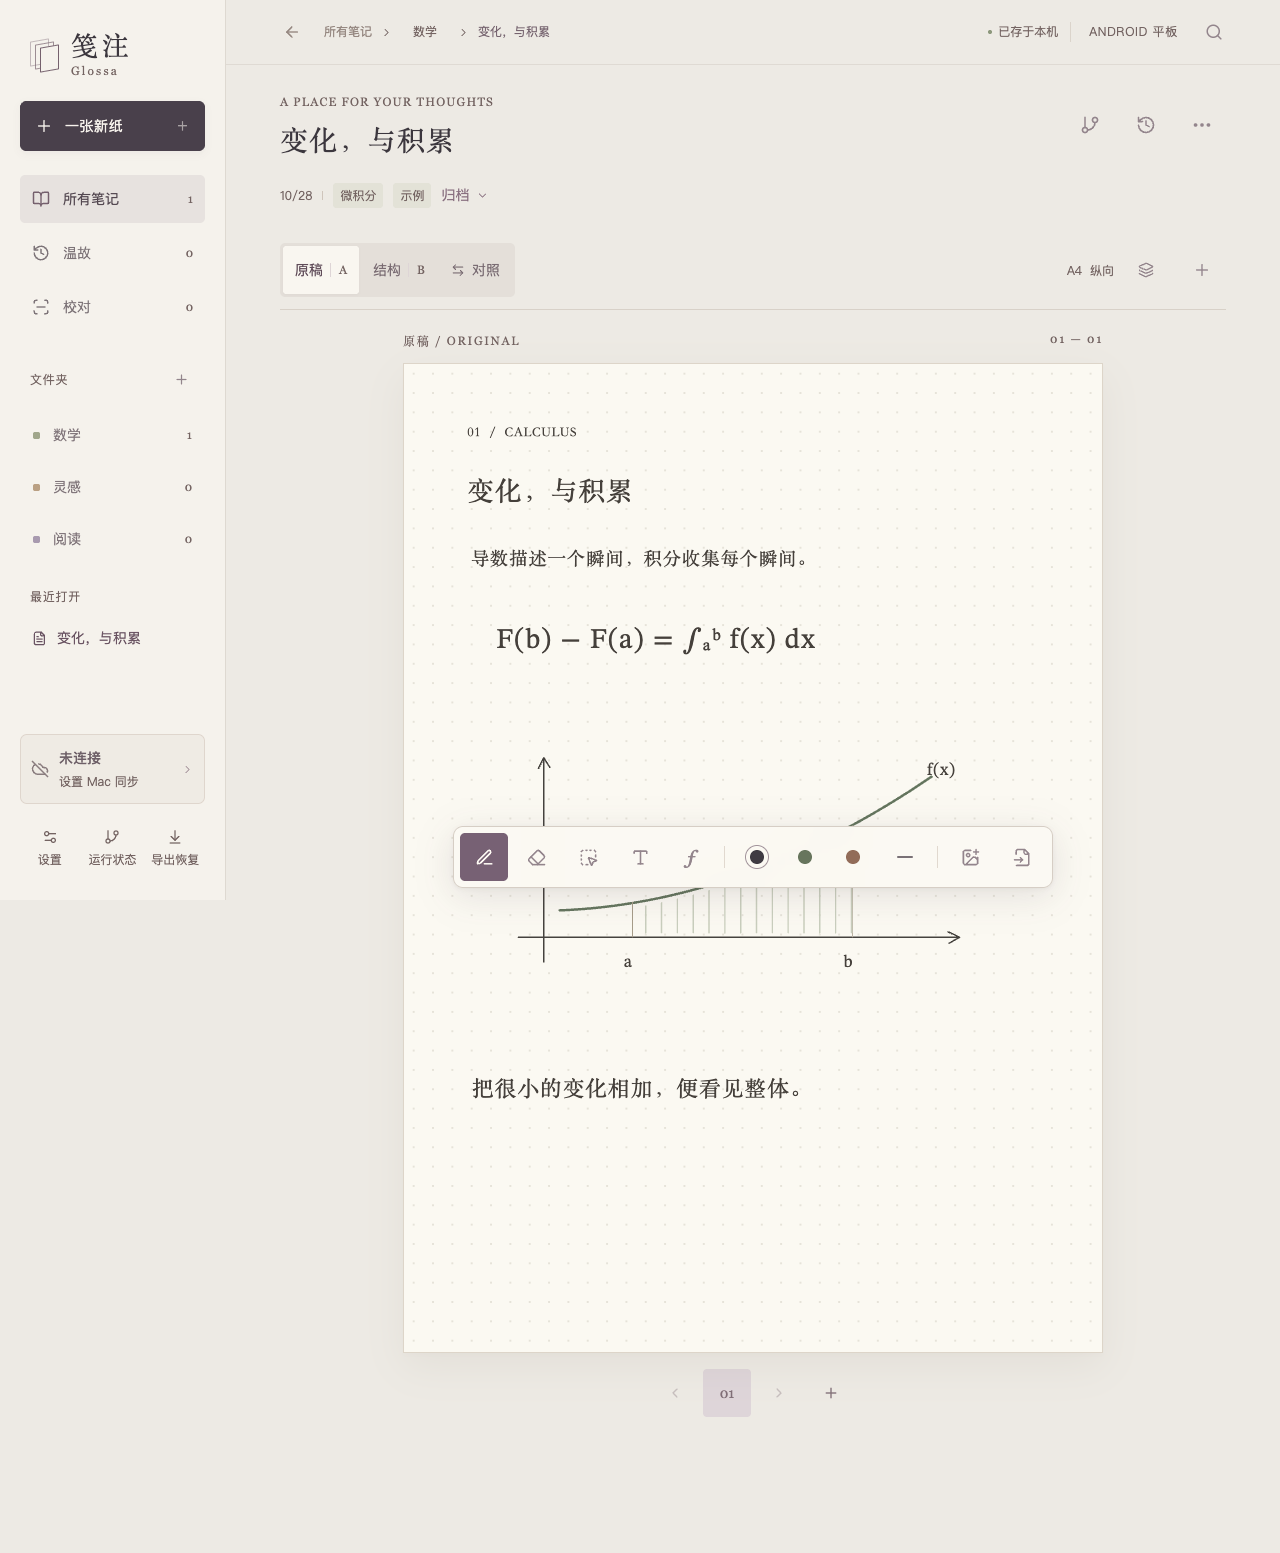 笺注
Glossa
一张新纸
所有笔记 1
温故 0
校对 0
文件夹
数学 1
灵感 0
阅读 0
最近打开
变化，与积累
未连接
设置 Mac 同步
设置 运行状态 导出恢复
所有笔记 数学 变化，与积累
已存于本机 ANDROID 平板
A PLACE FOR YOUR THOUGHTS
变化，与积累
10/28 微积分 示例 归档
原稿 A 结构 B 对照
A4 纵向
原稿 / ORIGINAL 01 — 01
01 / CALCULUS
变化，与积累
导数描述一个瞬间，积分收集每个瞬间。
F(b) − F(a) = ∫ₐᵇ f(x) dx
f(x)
a b
把很小的变化相加，便看见整体。
01